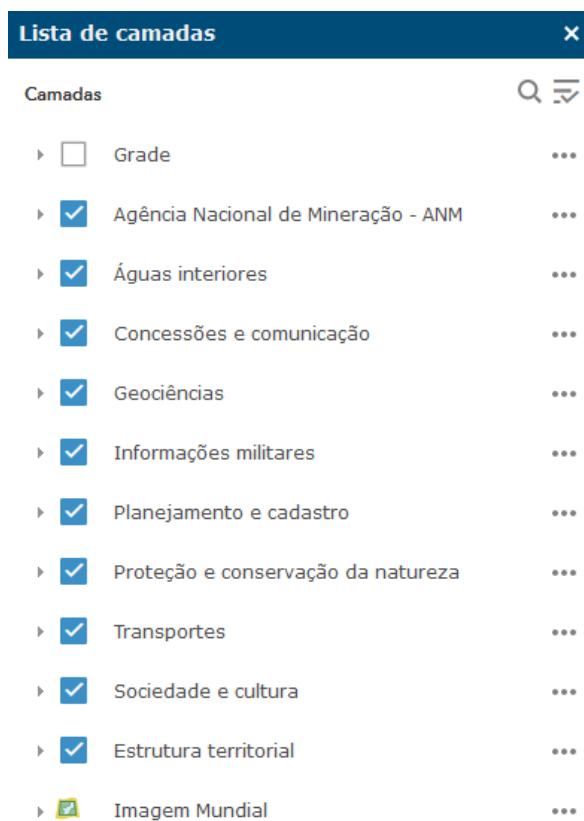 Lista de camadas
Camadas
Grade
Agência Nacional de Mineração - ANM
Águas interiores
Concessões e comunicação
Geociências
Informações militares
Planejamento e cadastro
Proteção e conservação da natureza
Transportes
Sociedade e cultura
Estrutura territorial
Imagem Mundial